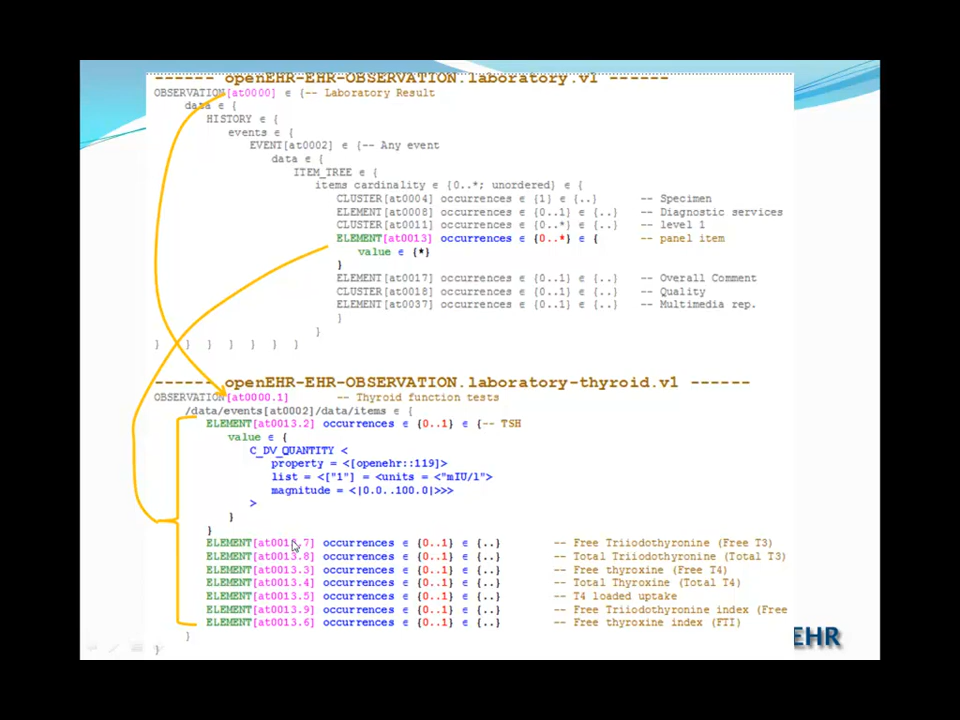 ------ openEHR-EHR-OBSERVATION.laboratory.v1 ------
OBSERVATION[at0000] ∈ {-- Laboratory Result
data ∈ {
HISTORY ∈ {
events ∈ {
EVENT[at0002] ∈ {-- Any event
data ∈ {
ITEM_TREE ∈ {
items cardinality ∈ {0..*; unordered} ∈ {
CLUSTER[at0004] occurrences ∈ {1} ∈ {..} -- Specimen
ELEMENT[at0008] occurrences ∈ {0..1} ∈ {..} -- Diagnostic services
CLUSTER[at0011] occurrences ∈ {0..*} ∈ {..} -- level 1
ELEMENT[at0013] occurrences ∈ {0..*} ∈ { -- panel item
value ∈ {*}
}
ELEMENT[at0017] occurrences ∈ {0..1} ∈ {..} -- Overall Comment
CLUSTER[at0018] occurrences ∈ {0..1} ∈ {..} -- Quality
ELEMENT[at0037] occurrences ∈ {0..1} ∈ {..} -- Multimedia rep.
}
}
} } } } } } }
------ openEHR-EHR-OBSERVATION.laboratory-thyroid.v1 ------
OBSERVATION[at0000.1] -- Thyroid function tests
/data/events[at0002]/data/items ∈ {
ELEMENT[at0013.2] occurrences ∈ {0..1} ∈ {-- TSH
value ∈ {
C_DV_QUANTITY <
property = <[openehr::119]>
list = <["1"] = <units = <"mIU/l">
magnitude = <|0.0..100.0|>>>
>
}
}
ELEMENT[at0013.7] occurrences ∈ {0..1} ∈ {..} -- Free Triiodothyronine (Free T3)
ELEMENT[at0013.8] occurrences ∈ {0..1} ∈ {..} -- Total Triiodothyronine (Total T3)
ELEMENT[at0013.3] occurrences ∈ {0..1} ∈ {..} -- Free thyroxine (Free T4)
ELEMENT[at0013.4] occurrences ∈ {0..1} ∈ {..} -- Total Thyroxine (Total T4)
ELEMENT[at0013.5] occurrences ∈ {0..1} ∈ {..} -- T4 loaded uptake
ELEMENT[at0013.9] occurrences ∈ {0..1} ∈ {..} -- Free Triiodothyronine index (Free
ELEMENT[at0013.6] occurrences ∈ {0..1} ∈ {..} -- Free thyroxine index (FTI)
}
}
EHR